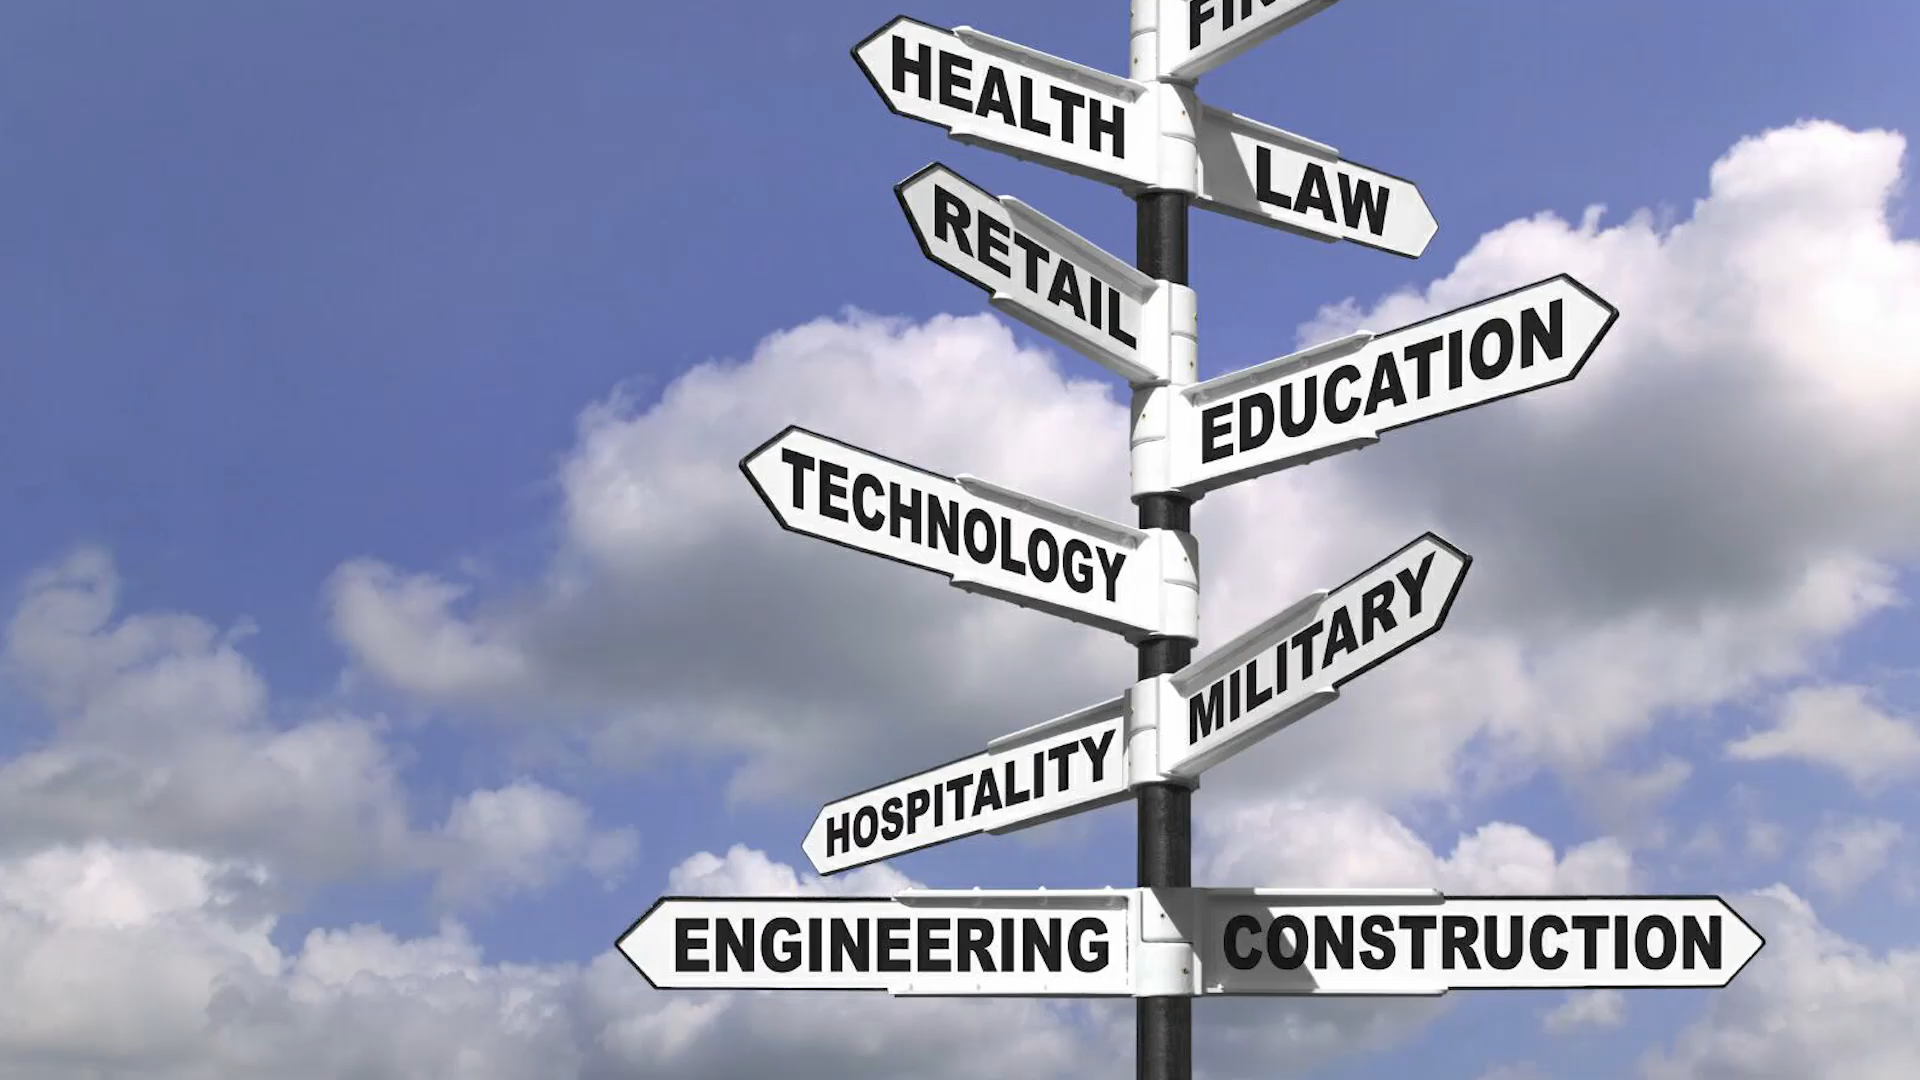 HEALTH
LAW
RETAIL
EDUCATION
TECHNOLOGY
MILITARY
HOSPITALITY
ENGINEERING
CONSTRUCTION